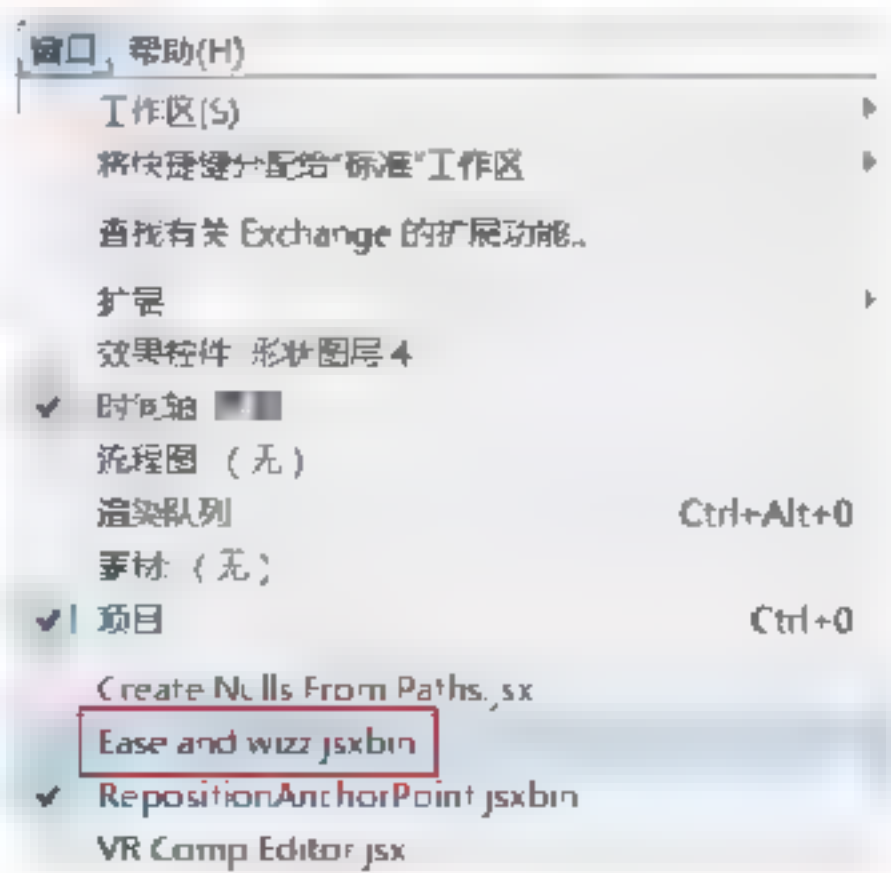 窗口 帮助(H)
工作区(S)
将快捷键分配给“标准”工作区
查找有关 Exchange 的扩展功能...
扩展
效果控件 形状图层 4
时间轴
流程图 (无)
渲染队列 Ctrl+Alt+0
素材: (无)
项目 Ctrl+0
Create Nulls From Paths.jsx
Ease and wizz.jsxbin
RepositionAnchorPoint.jsxbin
VR Comp Editor.jsx